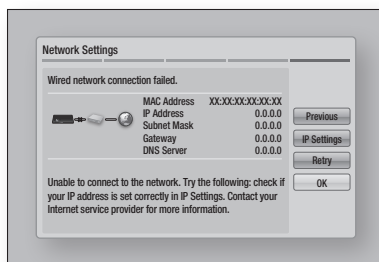 Network Settings
Wired network connection failed.
MAC Address XX:XX:XX:XX:XX:XX
IP Address 0.0.0.0
Subnet Mask 0.0.0.0
Gateway 0.0.0.0
DNS Server 0.0.0.0
Unable to connect to the network. Try the following: check if
your IP address is set correctly in IP Settings. Contact your
Internet service provider for more information.
Previous
IP Settings
Retry
OK